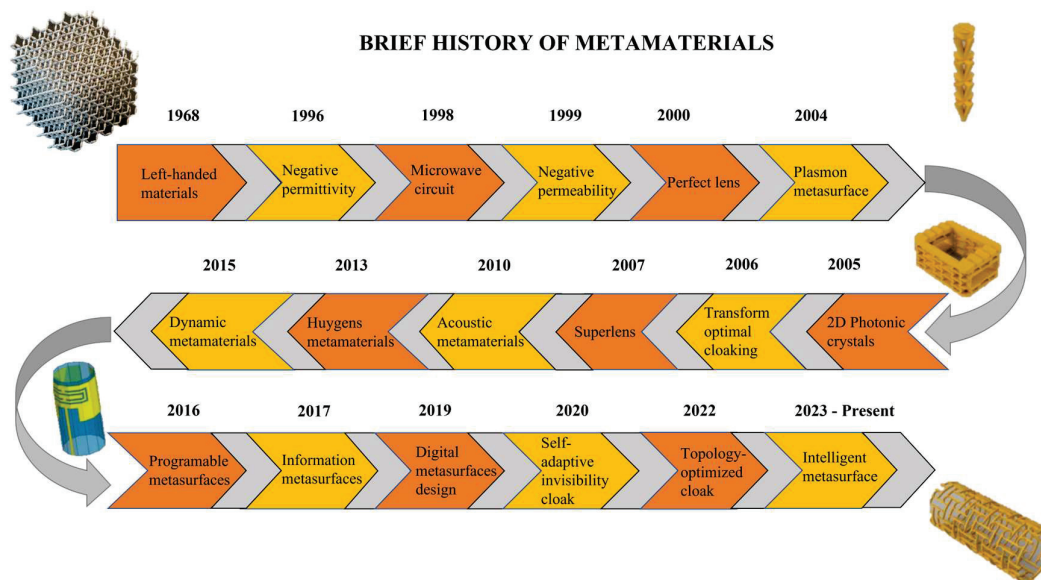 BRIEF HISTORY OF METAMATERIALS
1968
1996
1998
1999
2000
2004
Left-handed
materials
Negative
permittivity
Microwave
circuit
Negative
permeability
Perfect lens
Plasmon
metasurface
2015
2013
2010
2007
2006
2005
Dynamic
metamaterials
Huygens
metamaterials
Acoustic
metamaterials
Superlens
Transform
optimal
cloaking
2D Photonic
crystals
2016
2017
2019
2020
2022
2023 - Present
Programable
metasurfaces
Information
metasurfaces
Digital
metasurfaces
design
Self-
adaptive
invisibility
cloak
Topology-
optimized
cloak
Intelligent
metasurface